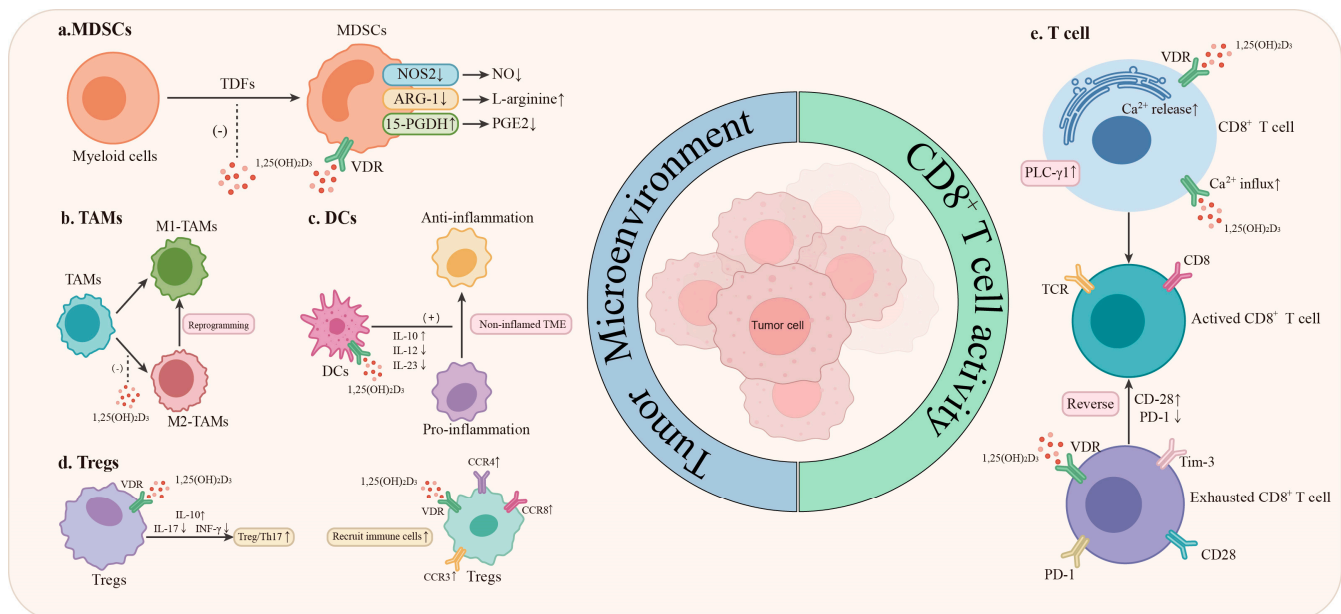 a.MDSCs
MDSCs
Myeloid cells
TDFs
(-)
1,25(OH)₂D₃
NOS2↓
NO↓
ARG-1↓
L-arginine↑
15-PGDH↑
PGE2↓
1,25(OH)₂D₃
VDR
b. TAMs
M1-TAMs
TAMs
Reprogramming
(-)
1,25(OH)₂D₃
M2-TAMs
c. DCs
Anti-inflammation
(+)
Non-inflamed TME
IL-10 ↑
IL-12 ↓
IL-23 ↓
DCs
1,25(OH)₂D₃
Pro-inflammation
d. Tregs
VDR
1,25(OH)₂D₃
IL-10↑
IL-17↓ INF-γ↓
Treg/Th17↑
Tregs
CCR4↑
1,25(OH)₂D₃
VDR
CCR8↑
Recruit immune cells↑
CCR3↑
Tregs
Tumor Microenvironment
CD8⁺ T cell activity
Tumor cell
e. T cell
VDR
1,25(OH)₂D₃
Ca²⁺ release↑
CD8⁺ T cell
PLC-γ1↑
Ca²⁺ influx↑
1,25(OH)₂D₃
CD8
TCR
Actived CD8⁺ T cell
Reverse
CD-28↑
PD-1↓
VDR
1,25(OH)₂D₃
Tim-3
Exhausted CD8⁺ T cell
CD28
PD-1